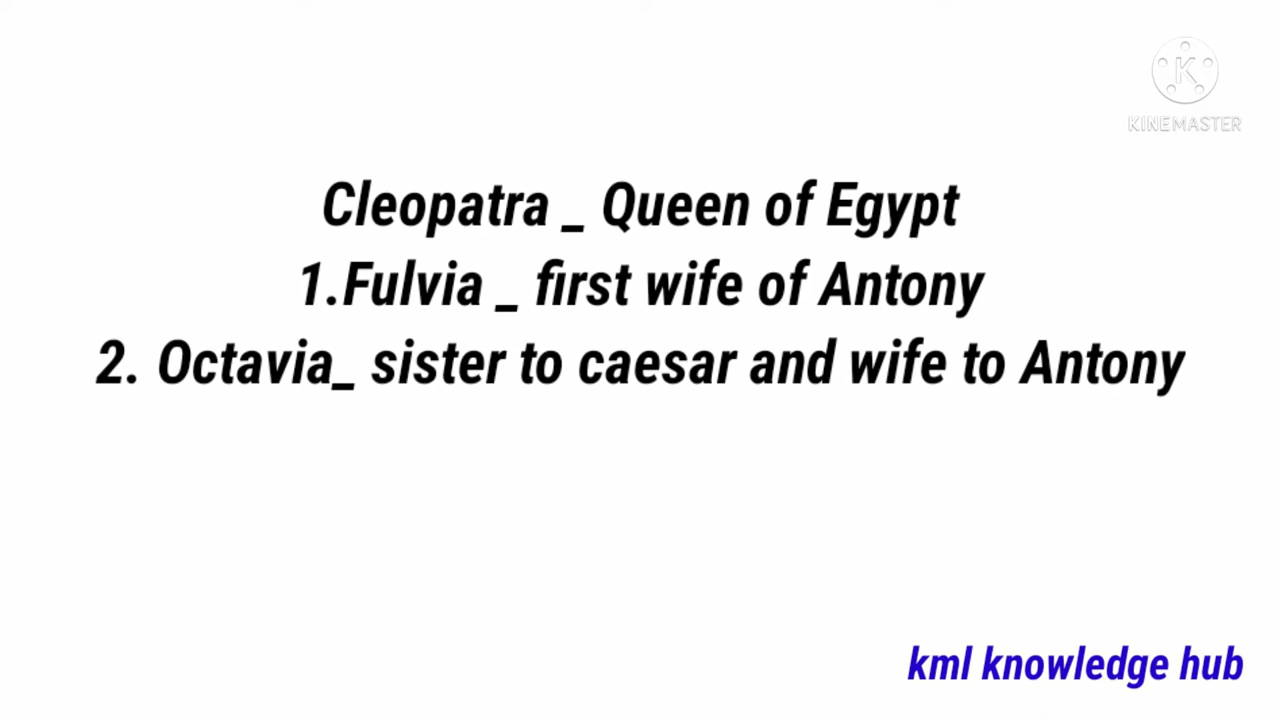 KINEMASTER
Cleopatra _ Queen of Egypt
1.Fulvia _ first wife of Antony
2. Octavia_ sister to caesar and wife to Antony
kml knowledge hub